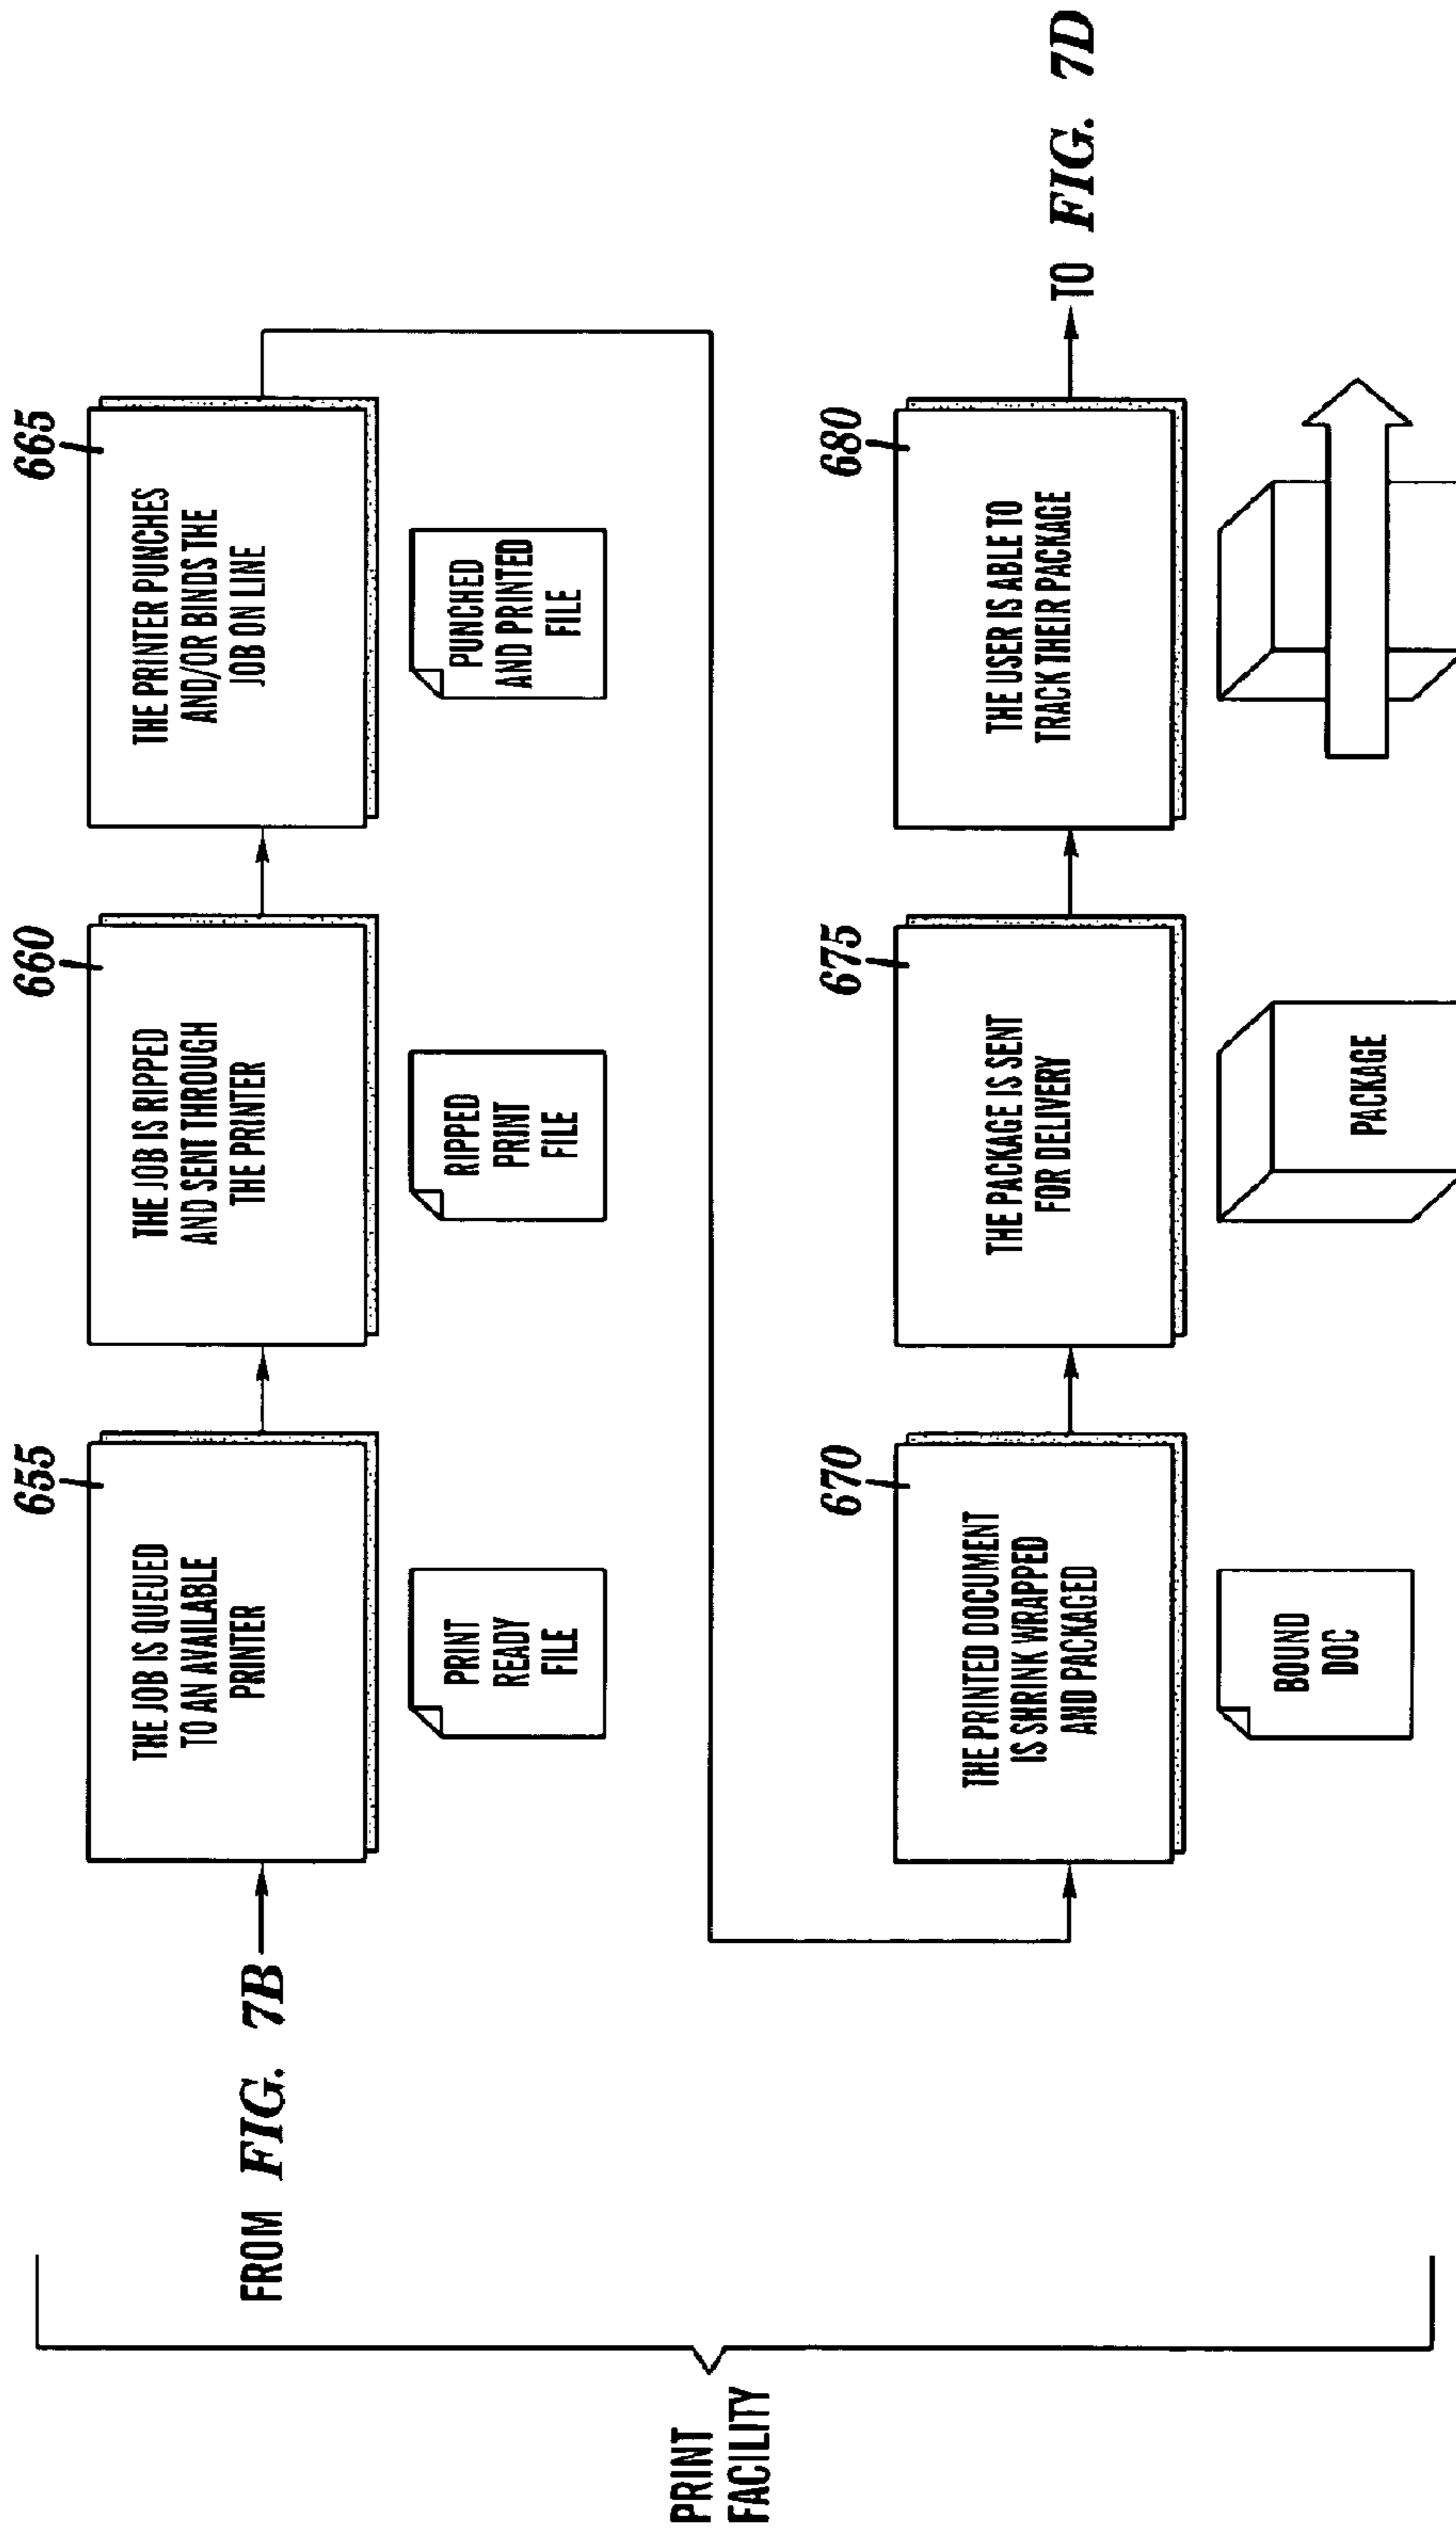 PRINT
FACILITY
FROM FIG. 7B
655
THE JOB IS QUEUED
TO AN AVAILABLE
PRINTER
PRINT
READY
FILE
660
THE JOB IS RIPPED
AND SENT THROUGH
THE PRINTER
RIPPED
PRINT
FILE
665
THE PRINTER PUNCHES
AND/OR BINDS THE
JOB ON LINE
PUNCHED
AND PRINTED
FILE
670
THE PRINTED DOCUMENT
IS SHRINK WRAPPED
AND PACKAGED
BOUND
DOC
675
THE PACKAGE IS SENT
FOR DELIVERY
PACKAGE
680
THE USER IS ABLE TO
TRACK THEIR PACKAGE
TO FIG. 7D